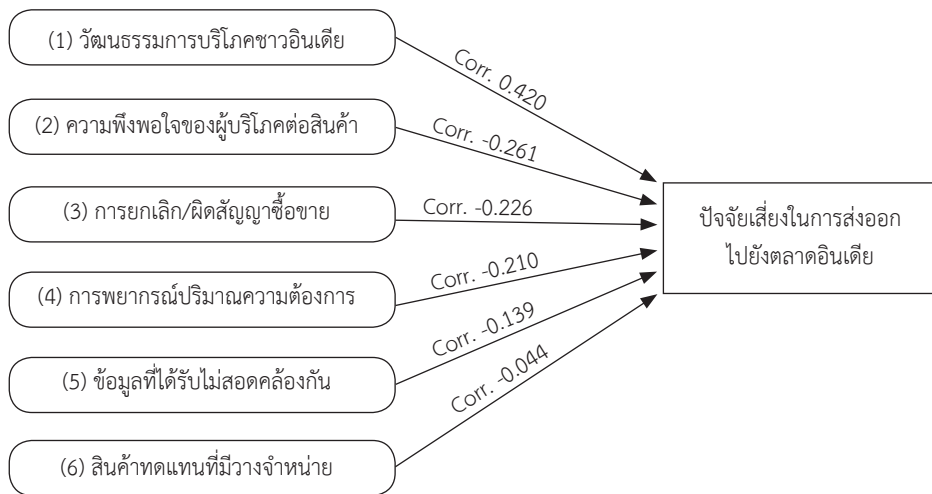 (1) วัฒนธรรมการบริโภคชาวอินเดีย
Corr. 0.420
(2) ความพึงพอใจของผู้บริโภคต่อสินค้า
Corr. -0.261
(3) การยกเลิก/ผิดสัญญาซื้อขาย
Corr. -0.226
ปัจจัยเสี่ยงในการส่งออก
ไปยังตลาดอินเดีย
(4) การพยากรณ์ปริมาณความต้องการ
Corr. -0.210
(5) ข้อมูลที่ได้รับไม่สอดคล้องกัน
Corr. -0.139
(6) สินค้าทดแทนที่มีวางจำหน่าย
Corr. -0.044